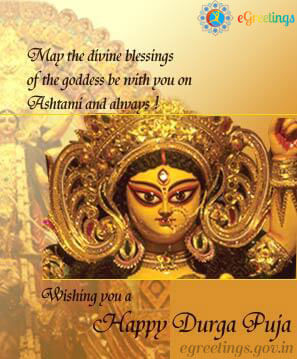 eGreetings
May the divine blessings
of the goddess be with you on
Ashtami and always !
Wishing you a
Happy Durga Puja
egreetings.gov.in